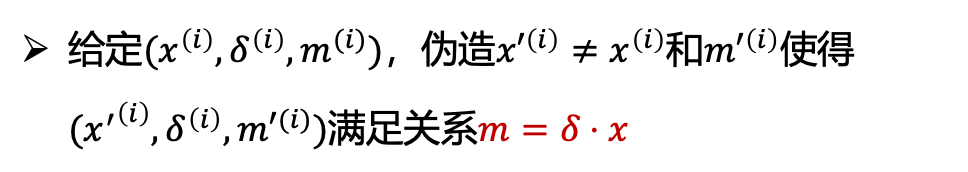 ➢ 给定(x⁽ⁱ⁾, δ⁽ⁱ⁾, m⁽ⁱ⁾)，伪造x′⁽ⁱ⁾ ≠ x⁽ⁱ⁾和m′⁽ⁱ⁾使得
(x′⁽ⁱ⁾, δ⁽ⁱ⁾, m′⁽ⁱ⁾)满足关系m = δ · x